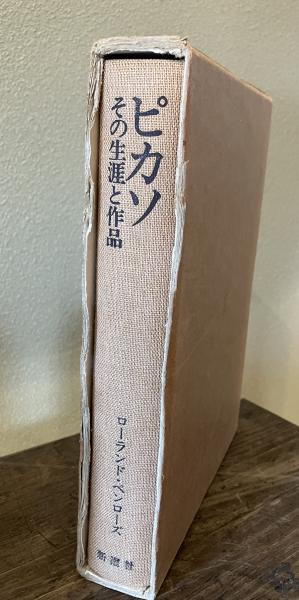 ピカソ
その生涯と作品
ローランド・ペンローズ
新潮社